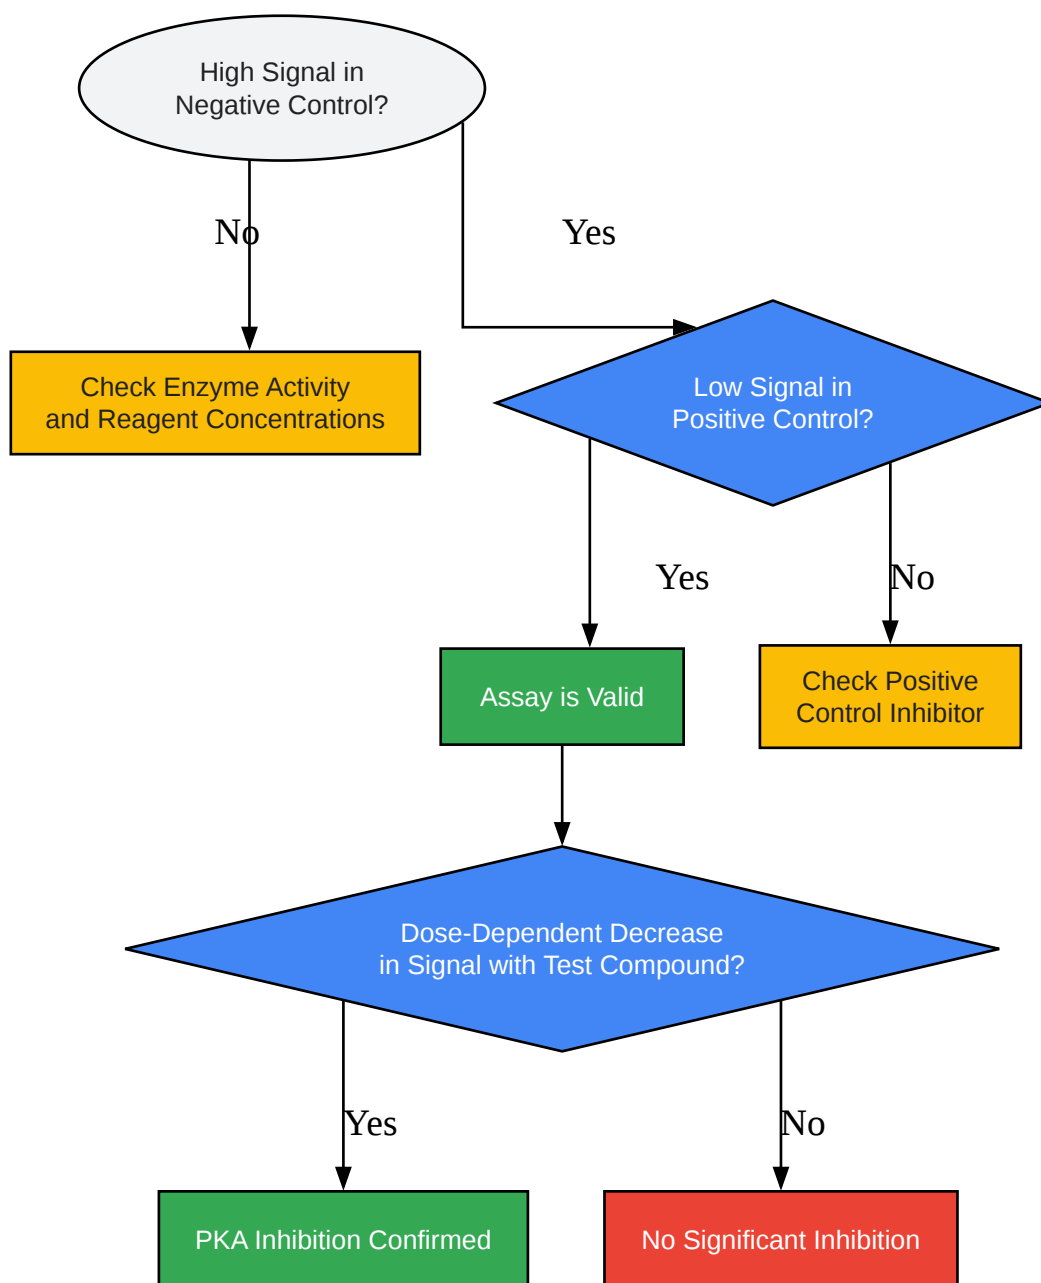 High Signal in
Negative Control?
No
Yes
Check Enzyme Activity
and Reagent Concentrations
Low Signal in
Positive Control?
Yes
No
Assay is Valid
Check Positive
Control Inhibitor
Dose-Dependent Decrease
in Signal with Test Compound?
Yes
No
PKA Inhibition Confirmed
No Significant Inhibition